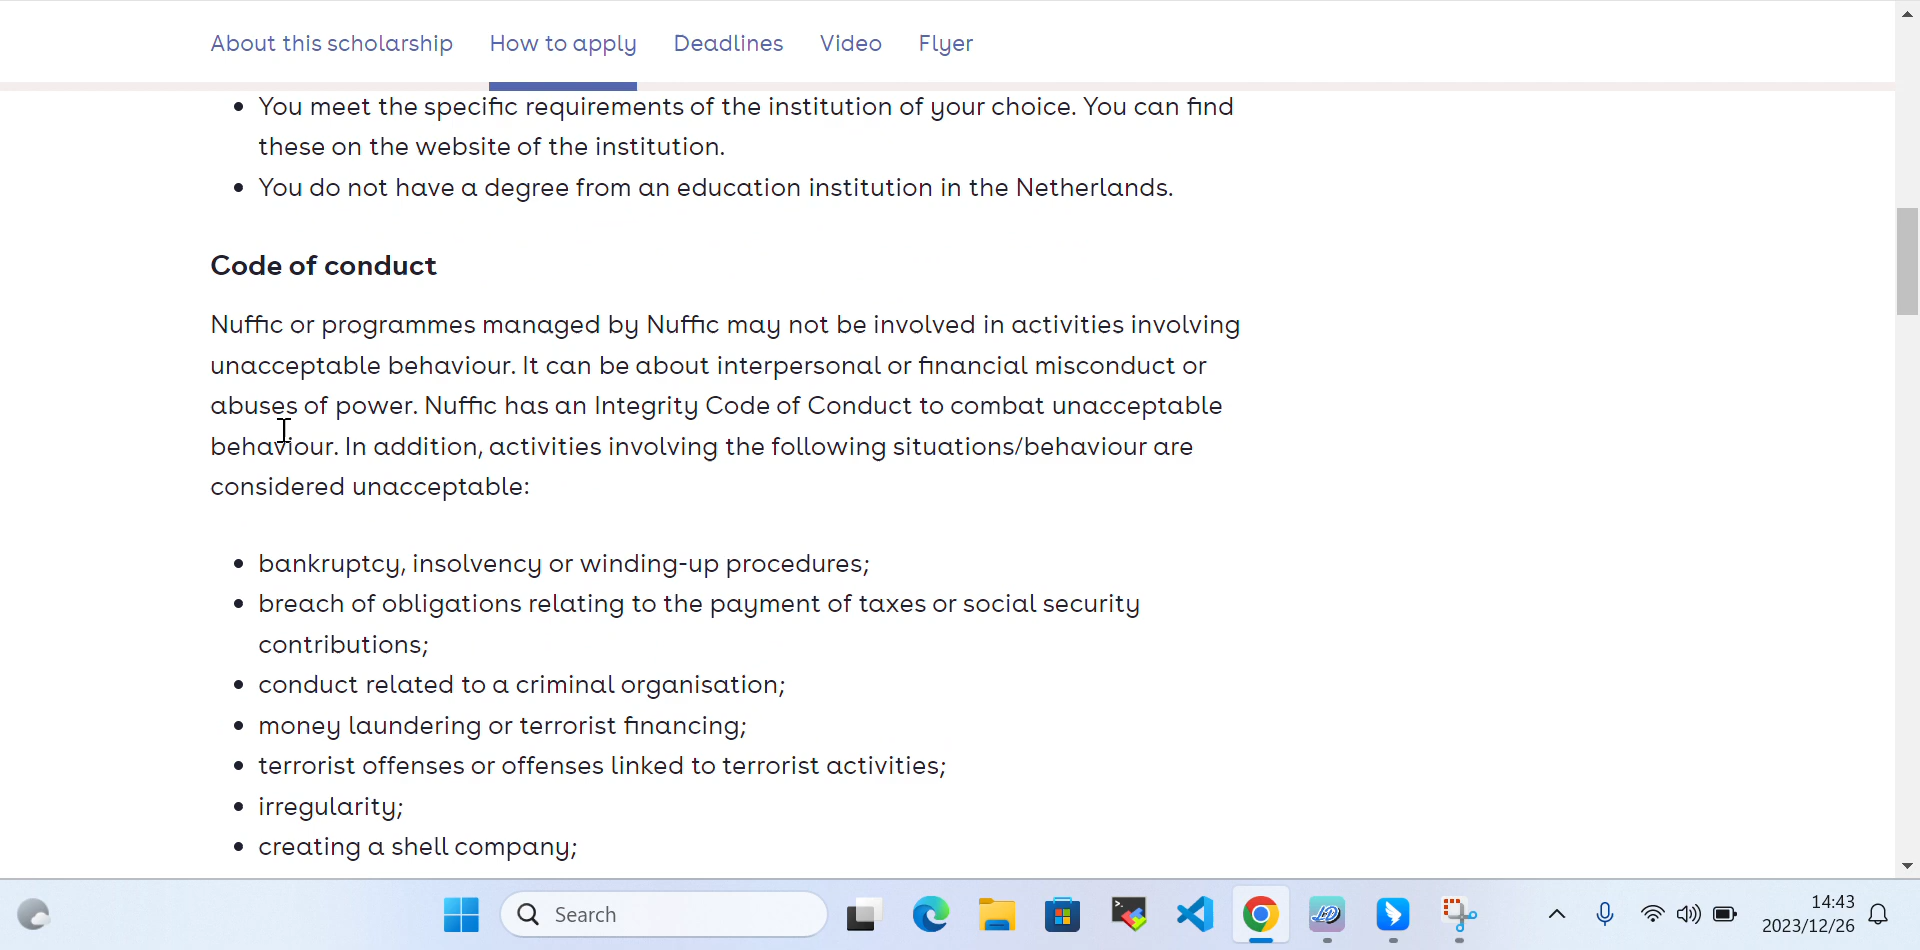 About this scholarship How to apply Deadlines Video Flyer
• You meet the specific requirements of the institution of your choice. You can find
these on the website of the institution.
• You do not have a degree from an education institution in the Netherlands.
Code of conduct
Nuffic or programmes managed by Nuffic may not be involved in activities involving
unacceptable behaviour. It can be about interpersonal or financial misconduct or
abuses of power. Nuffic has an Integrity Code of Conduct to combat unacceptable
behaviour. In addition, activities involving the following situations/behaviour are
considered unacceptable:
• bankruptcy, insolvency or winding-up procedures;
• breach of obligations relating to the payment of taxes or social security
contributions;
• conduct related to a criminal organisation;
• money laundering or terrorist financing;
• terrorist offenses or offenses linked to terrorist activities;
• irregularity;
• creating a shell company;
Search
14:43
2023/12/26